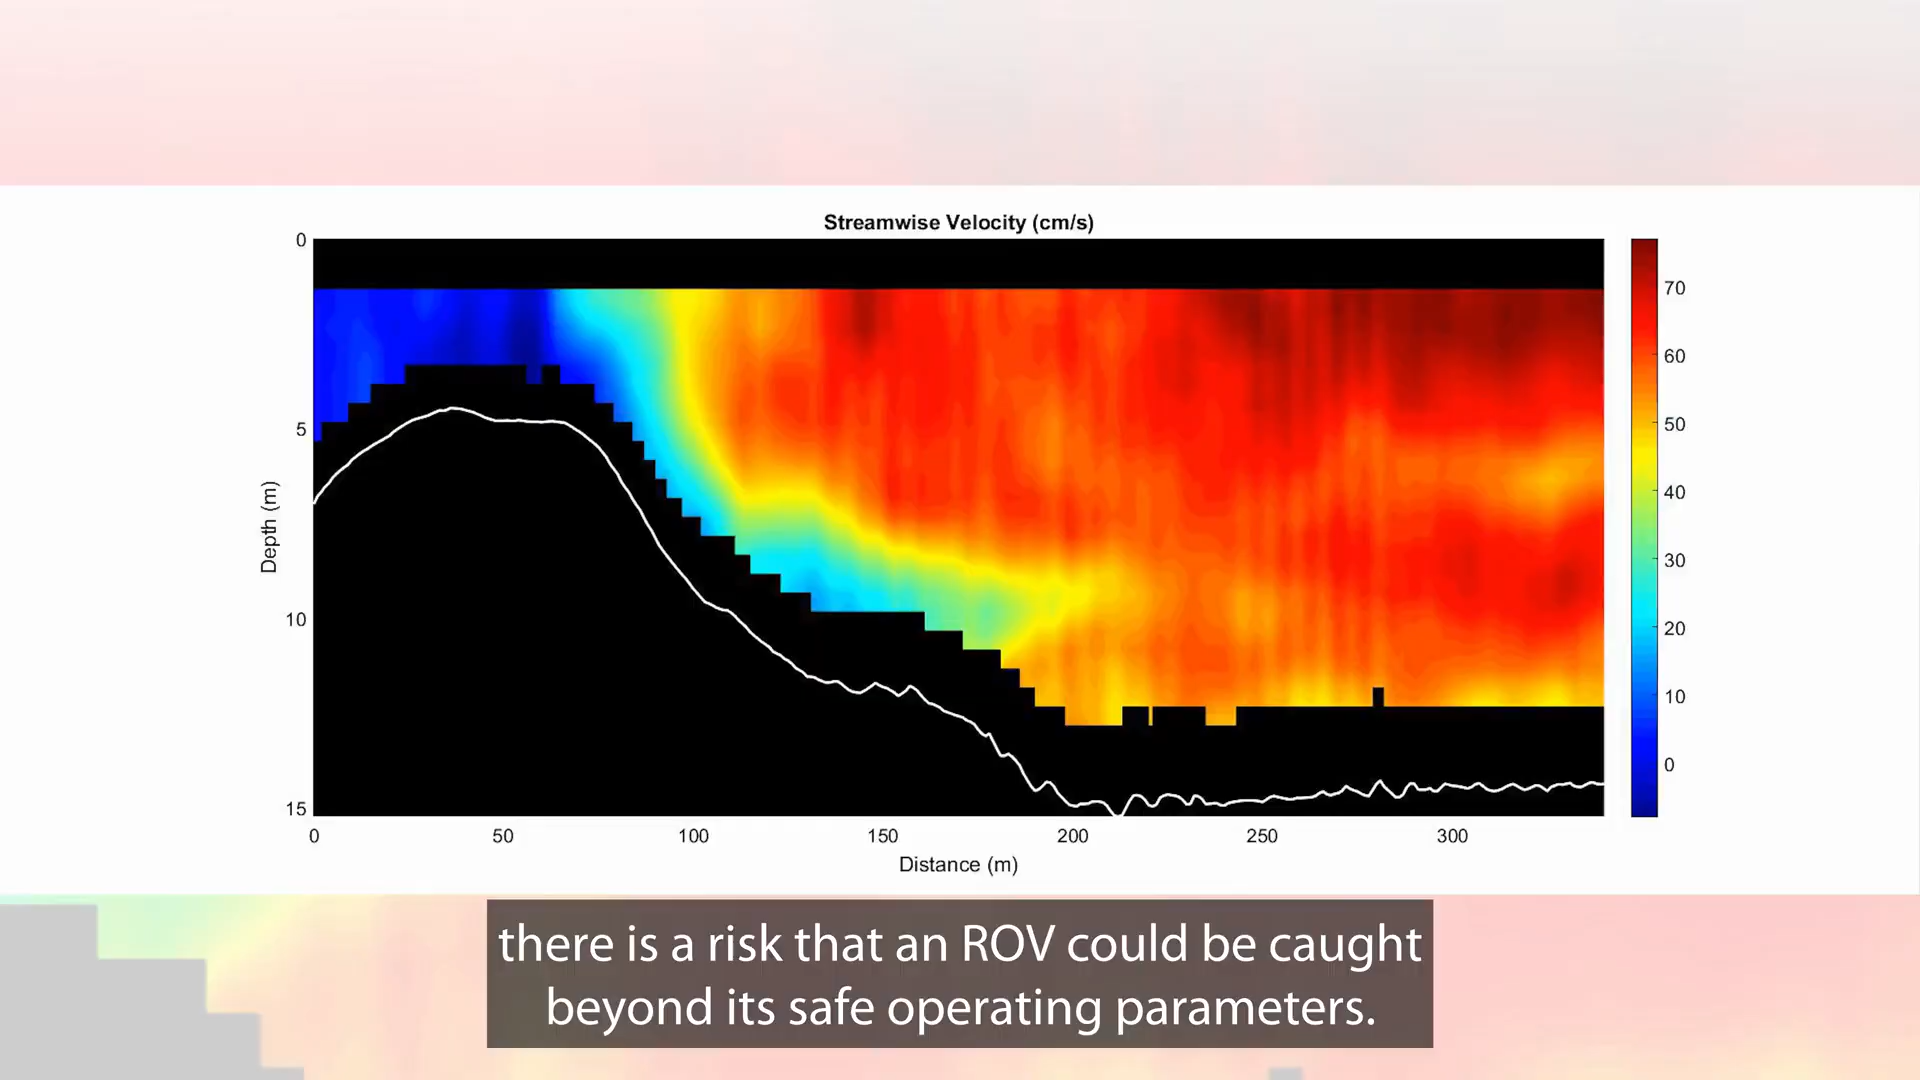 Streamwise Velocity (cm/s)
0
5
10
15
Depth (m)
0 50 100 150 200 250 300
Distance (m)
70
60
50
40
30
20
10
0
there is a risk that an ROV could be caught
beyond its safe operating parameters.